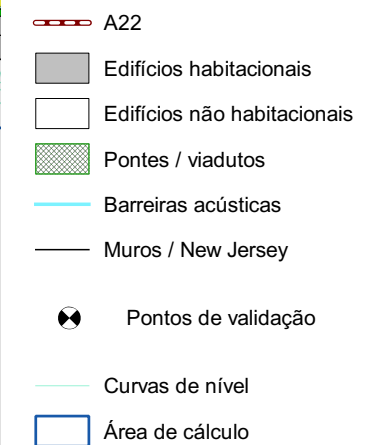 A22
Edifícios habitacionais
Edifícios não habitacionais
Pontes / viadutos
Barreiras acústicas
Muros / New Jersey
Pontos de validação
Curvas de nível
Área de cálculo